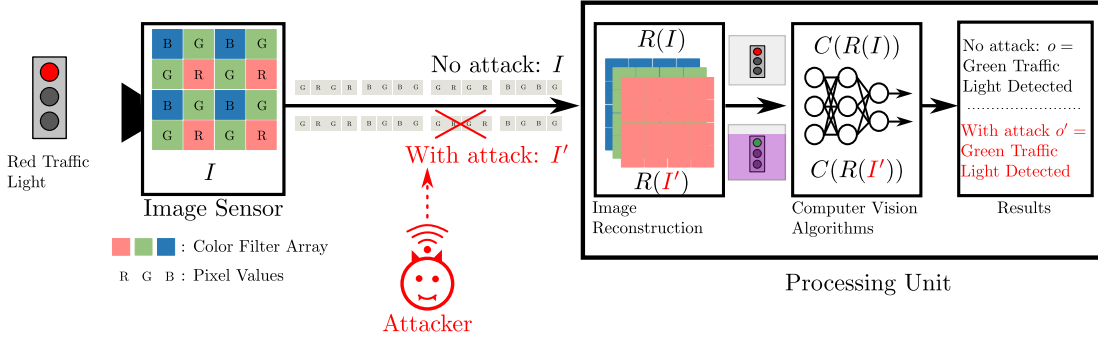 Red Traffic
Light
B G B G
G R G R
B G B G
G R G R
I
Image Sensor
: Color Filter Array
R G B : Pixel Values
No attack: I
G R G R B G B G G R G R B G B G
G R G R B G B G G R G R B G B G
With attack: I′
Attacker
R(I)
R(I′)
Image
Reconstruction
C(R(I))
C(R(I′))
Computer Vision
Algorithms
No attack: o =
Green Traffic
Light Detected
With attack o′ =
Green Traffic
Light Detected
Results
Processing Unit